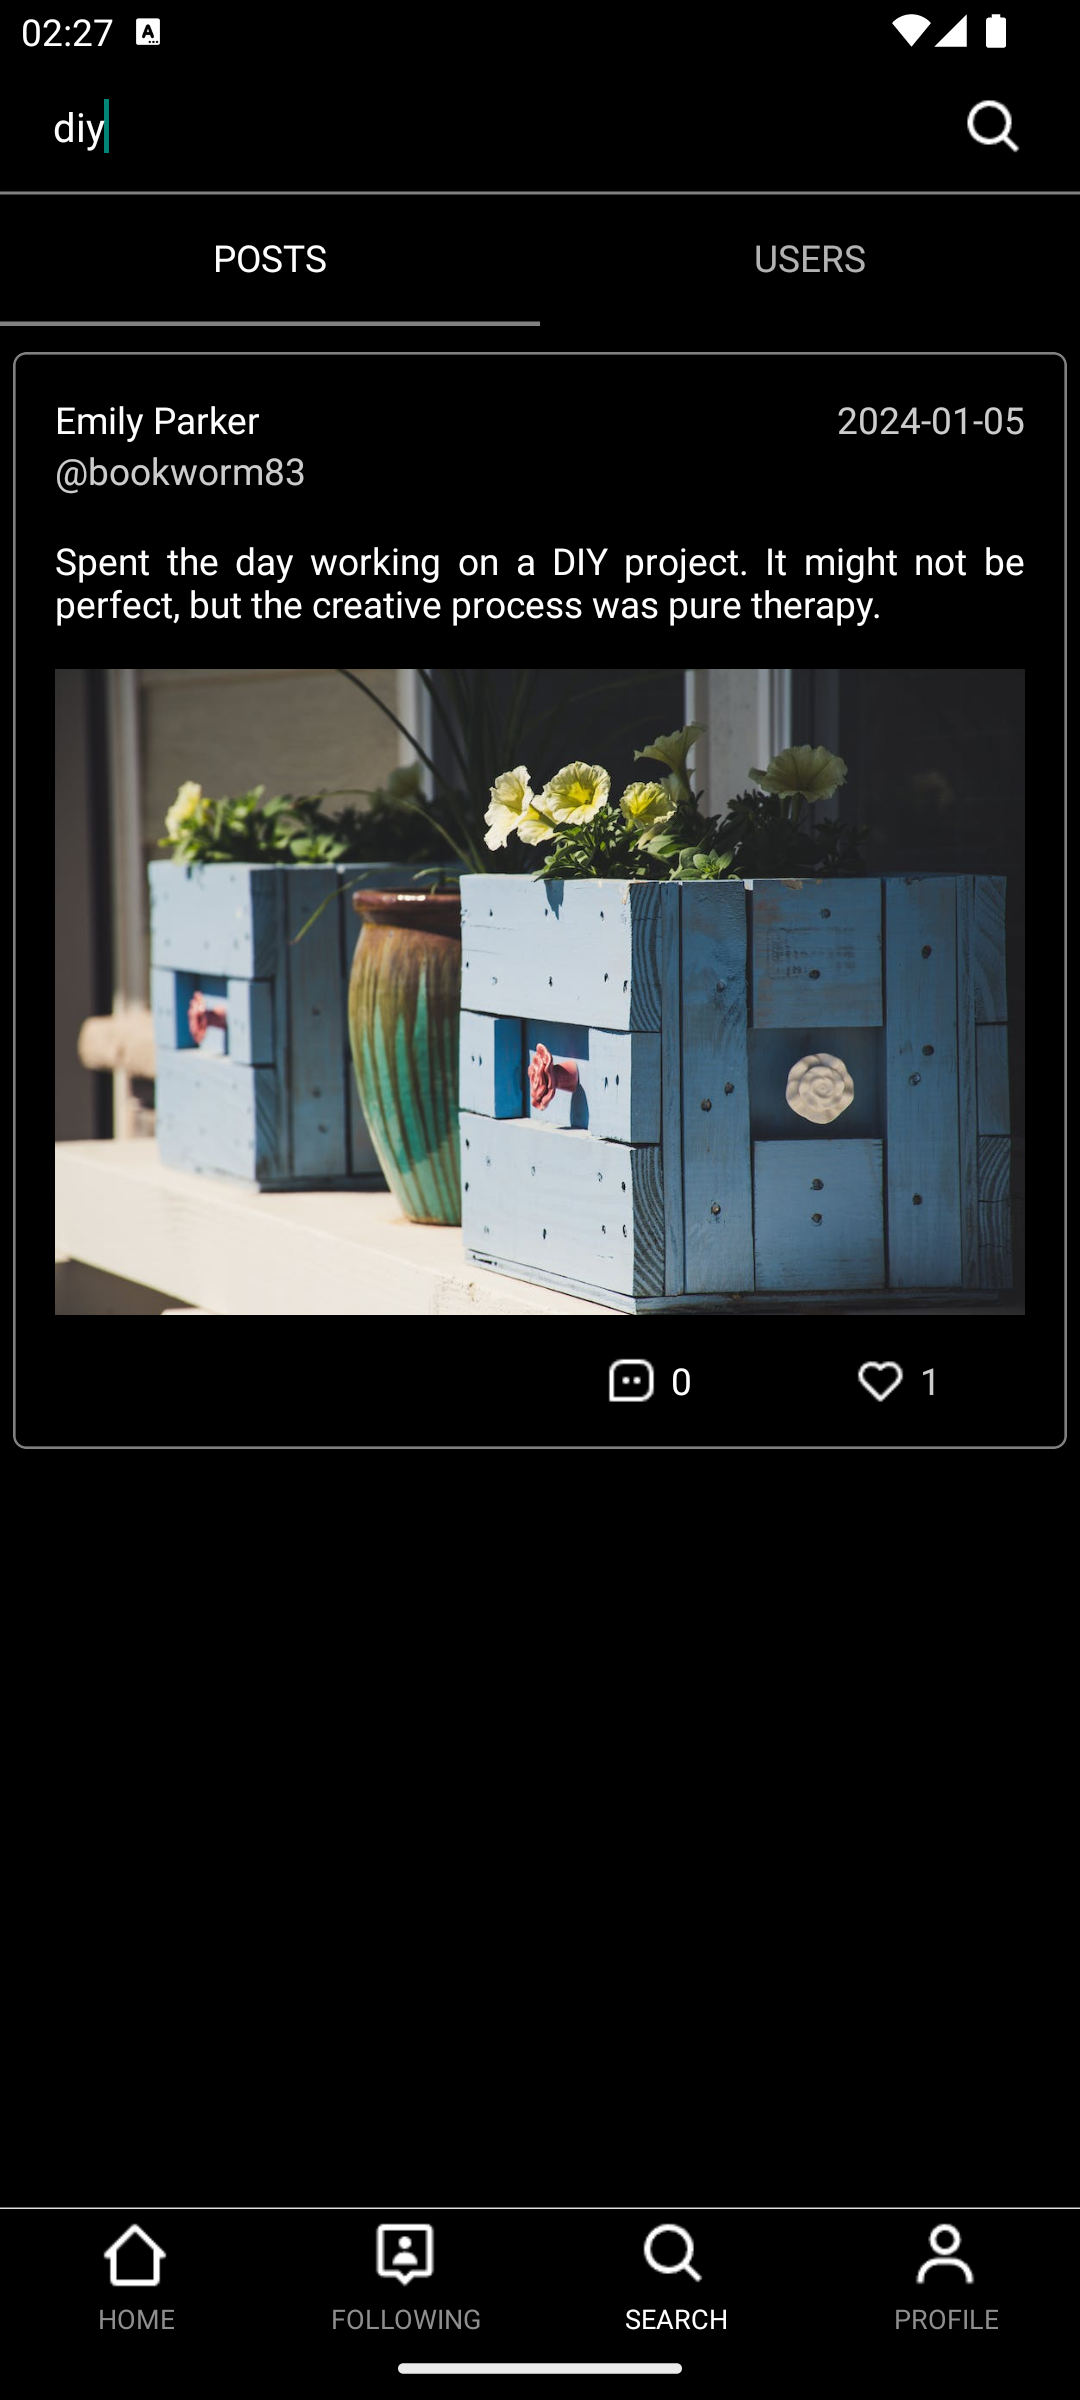 02:27
diy
POSTS
USERS
Emily Parker
2024-01-05
@bookworm83
Spent the day working on a DIY project. It might not be
perfect, but the creative process was pure therapy.
0
1
HOME
FOLLOWING
SEARCH
PROFILE